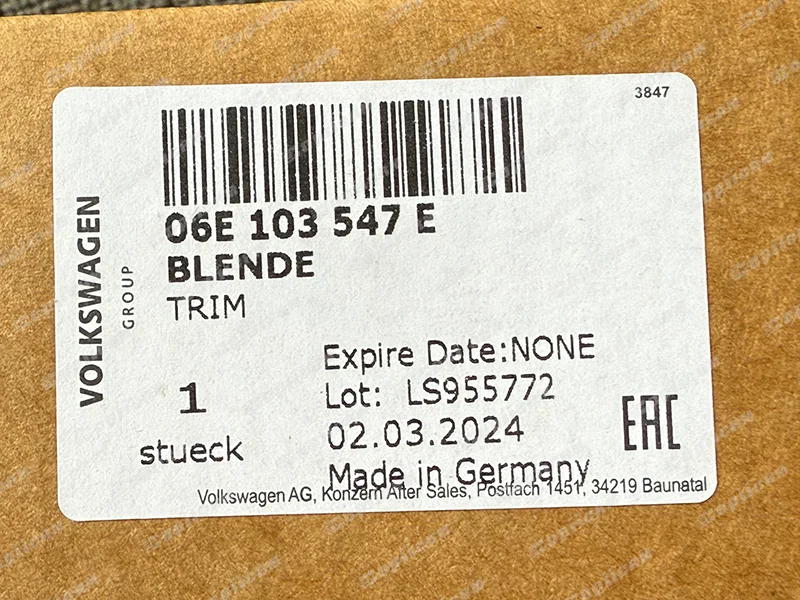 3847
VOLKSWAGEN
GROUP
06E 103 547 E
BLENDE
TRIM
Expire Date:NONE
1
Lot: LS955772
stueck
02.03.2024
EAC
Made in Germany
Volkswagen AG, Konzern After Sales, Postfach 1451, 34219 Baunatal